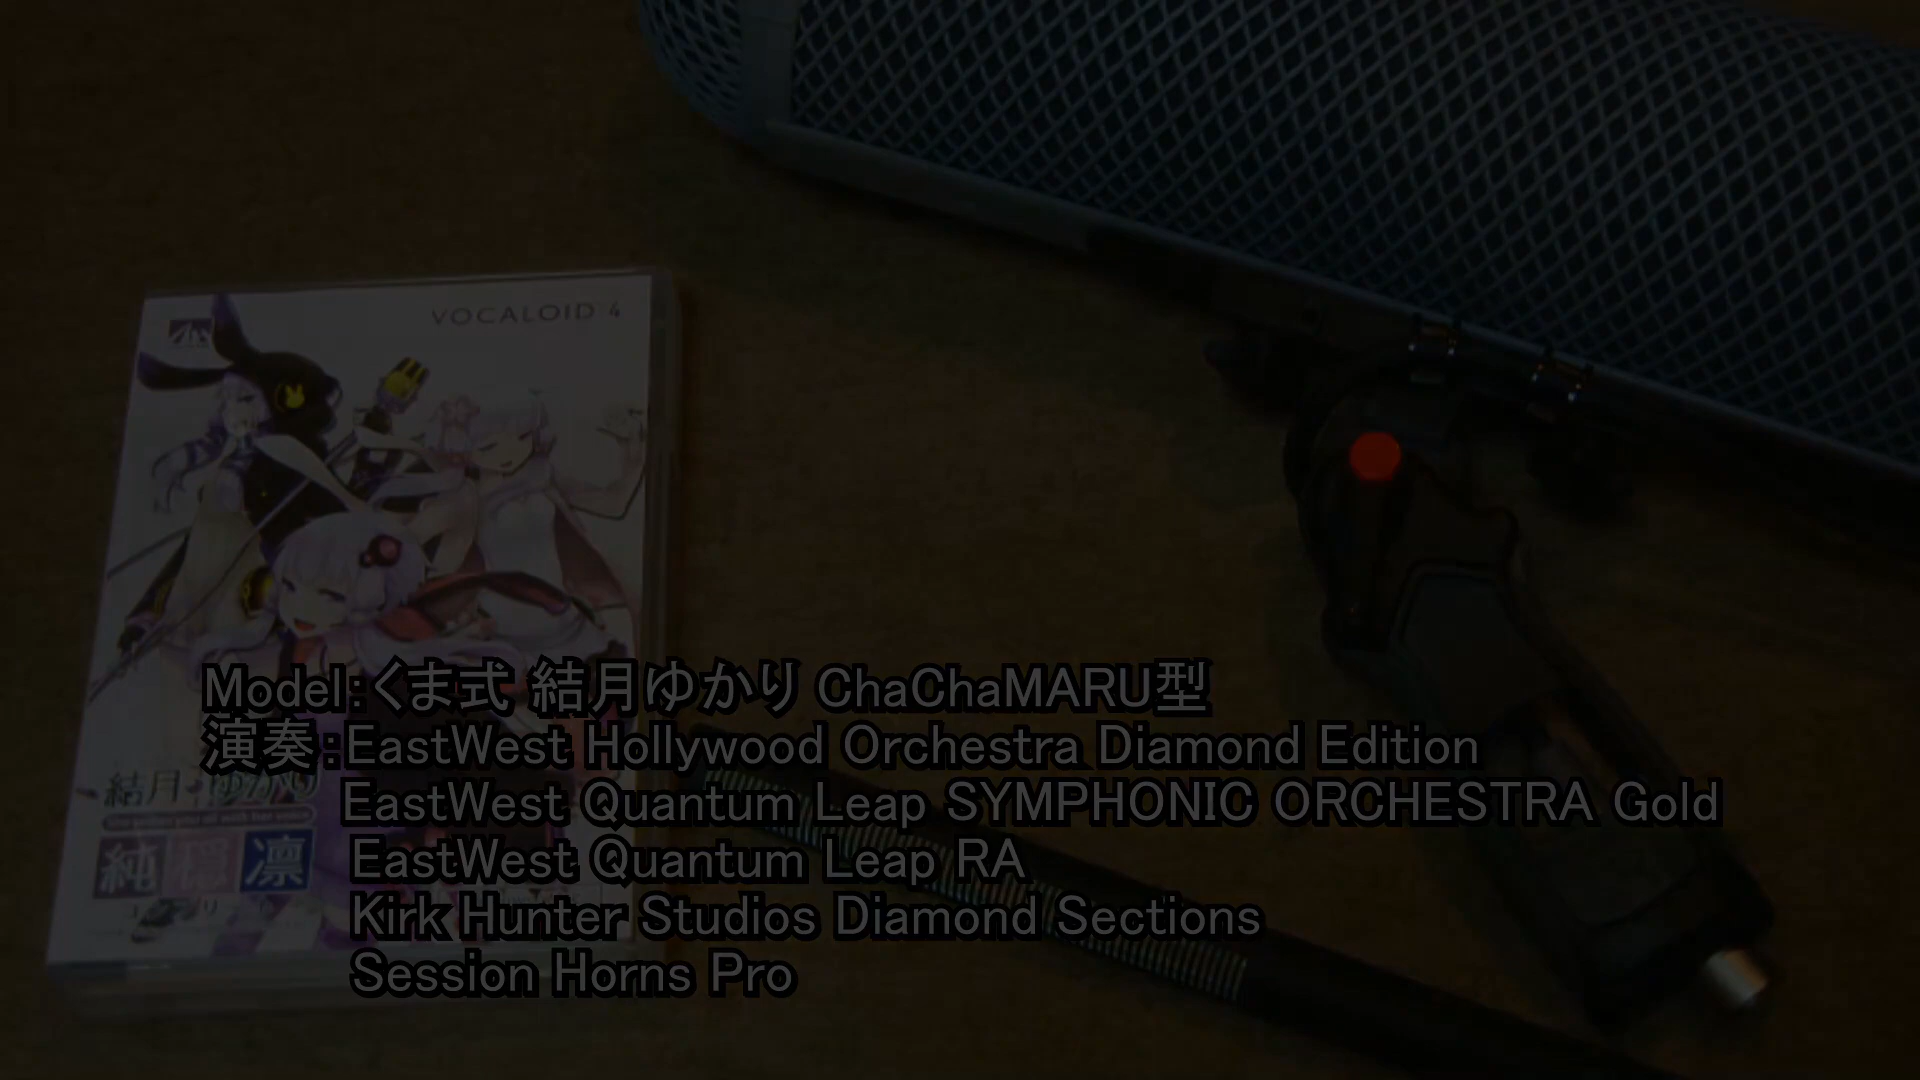 VOCALOID 4
Model:くま式 結月ゆかり ChaChaMARU型
演奏:EastWest Hollywood Orchestra Diamond Edition
結月ゆかり
EastWest Quantum Leap SYMPHONIC ORCHESTRA Gold
純 穏 凛
EastWest Quantum Leap RA
Kirk Hunter Studios Diamond Sections
Session Horns Pro